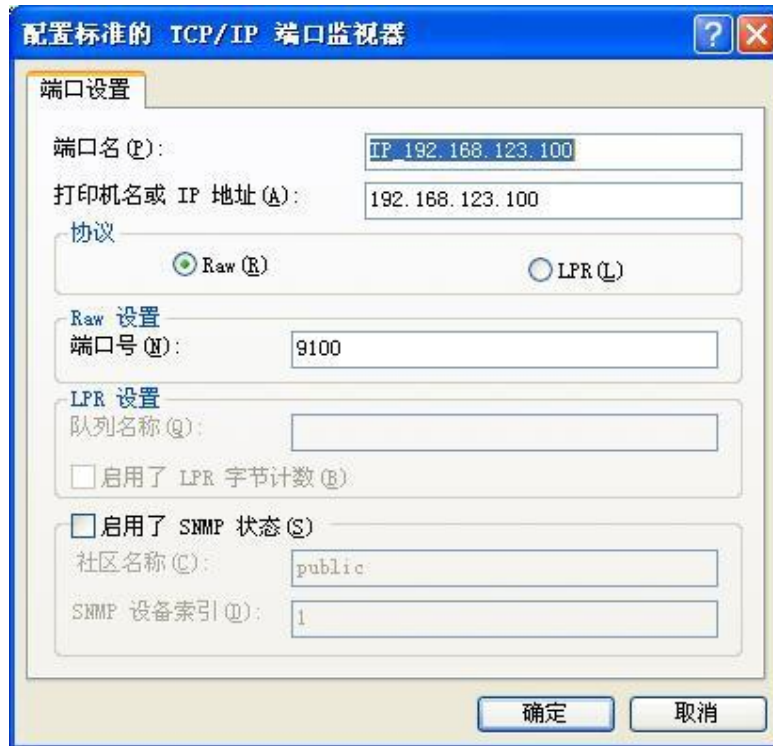 配置标准的 TCP/IP 端口监视器
端口设置
端口名(P): IP_192.168.123.100
打印机名或 IP 地址(A): 192.168.123.100
协议
Raw(R) LPR(L)
Raw 设置
端口号(N): 9100
LPR 设置
队列名称(Q):
启用了 LPR 字节计数(B)
启用了 SNMP 状态(S)
社区名称(C): public
SNMP 设备索引(D): 1
确定 取消